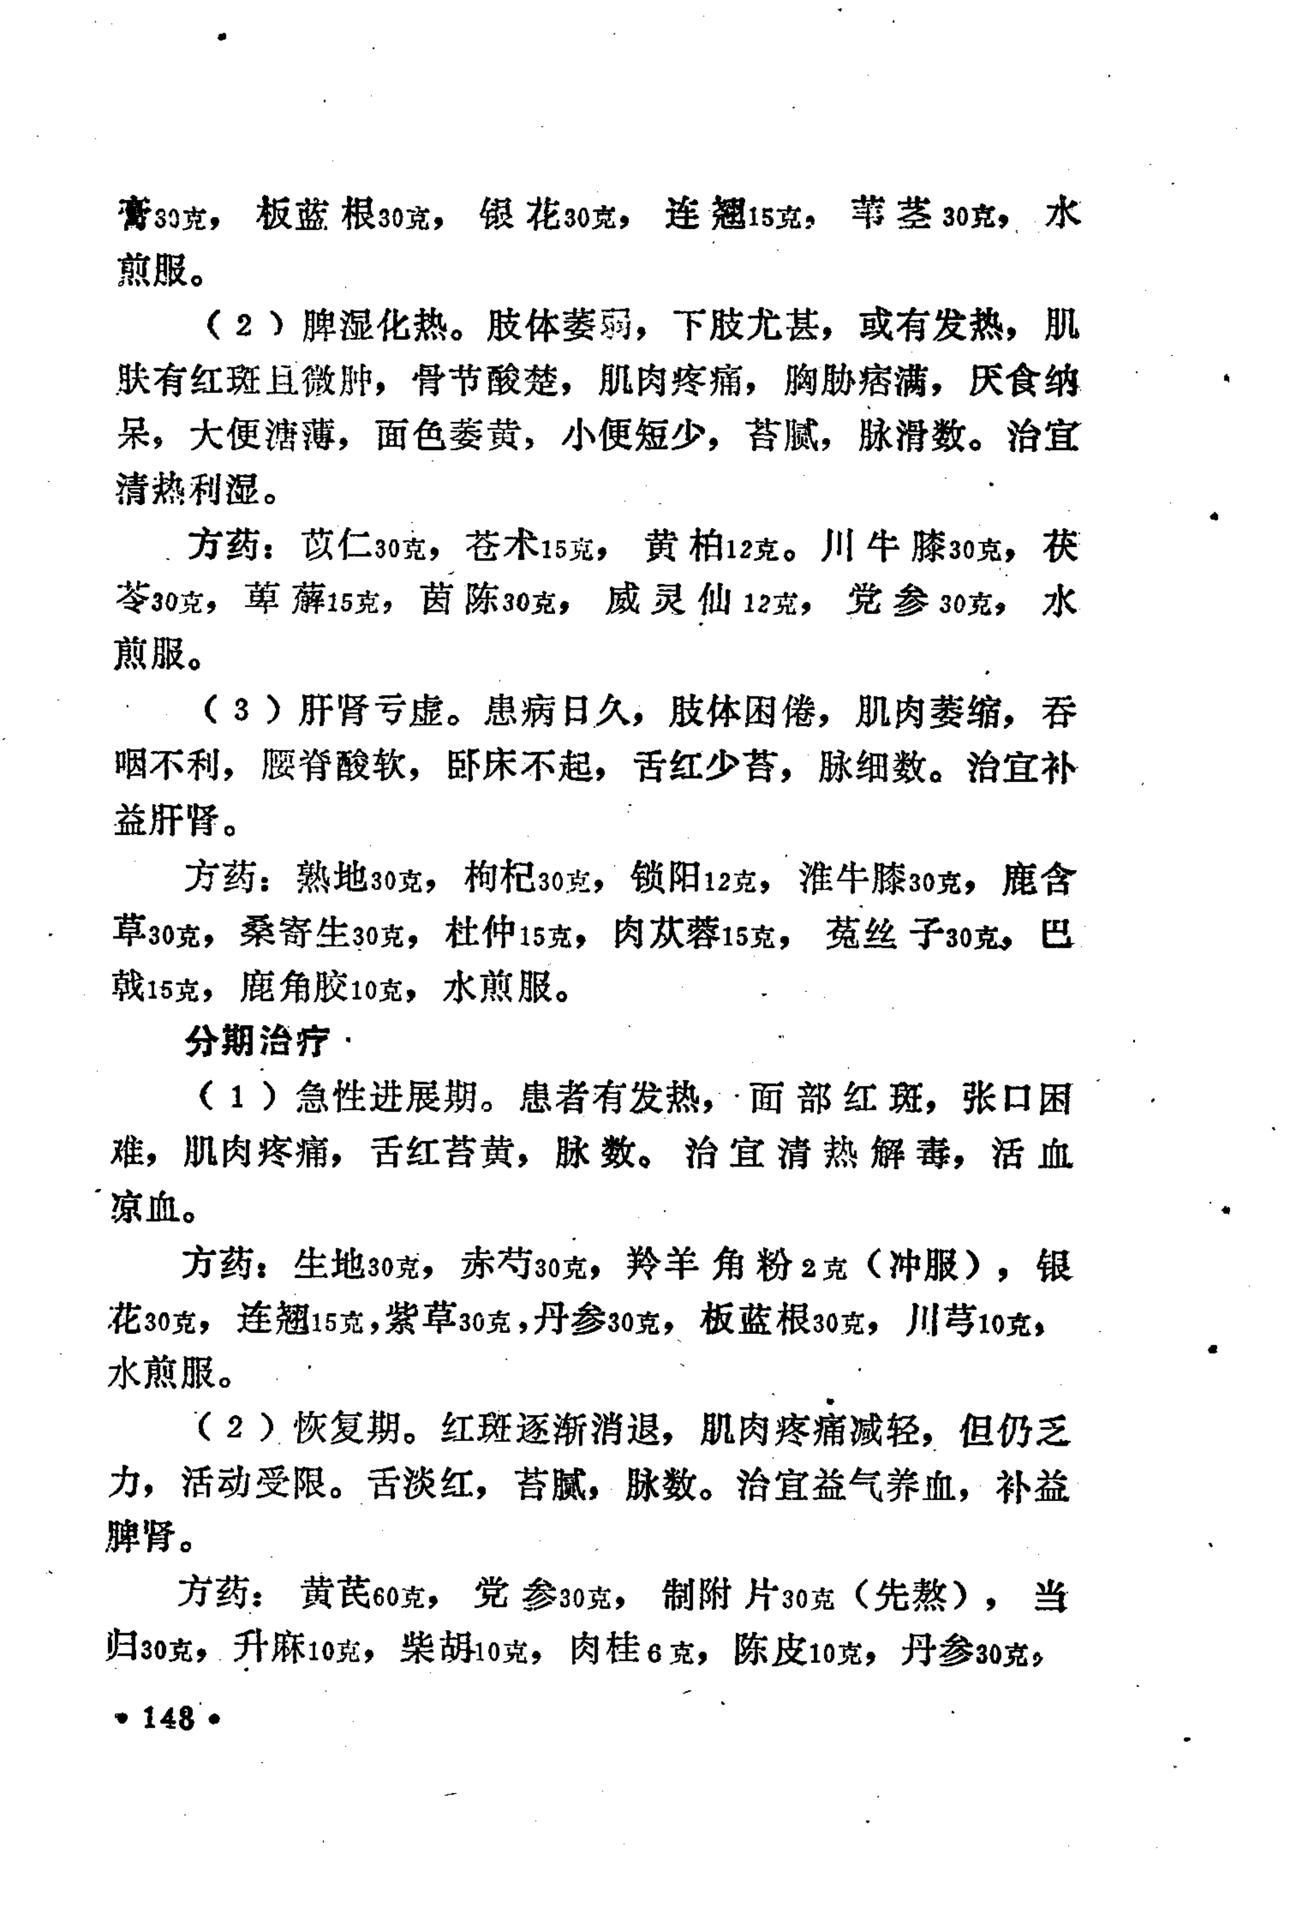 膏30克，板蓝根30克，银花30克，连翘15克，苇茎30克，水
煎服。
（2）脾湿化热。肢体萎弱，下肢尤甚，或有发热，肌
肤有红斑且微肿，骨节酸楚，肌肉疼痛，胸胁痞满，厌食纳
呆，大便溏薄，面色萎黄，小便短少，苔腻，脉滑数。治宜
清热利湿。
方药：苡仁30克，苍术15克，黄柏12克。川牛膝30克，茯
苓30克，萆薢15克，茵陈30克，威灵仙12克，党参30克，水
煎服。
（3）肝肾亏虚。患病日久，肢体困倦，肌肉萎缩，吞
咽不利，腰脊酸软，卧床不起，舌红少苔，脉细数。治宜补
益肝肾。
方药：熟地30克，枸杞30克，锁阳12克，淮牛膝30克，鹿含
草30克，桑寄生30克，杜仲15克，肉苁蓉15克，菟丝子30克，巴
戟15克，鹿角胶10克，水煎服。
分期治疗
（1）急性进展期。患者有发热，面部红斑，张口困
难，肌肉疼痛，舌红苔黄，脉数。治宜清热解毒，活血
凉血。
方药：生地30克，赤芍30克，羚羊角粉2克（冲服），银
花30克，连翘15克，紫草30克，丹参30克，板蓝根30克，川芎10克，
水煎服。
（2）恢复期。红斑逐渐消退，肌肉疼痛减轻，但仍乏
力，活动受限。舌淡红，苔腻，脉数。治宜益气养血，补益
脾肾。
方药：黄芪60克，党参30克，制附片30克（先熬），当
归30克，升麻10克，柴胡10克，肉桂6克，陈皮10克，丹参30克，
•148•